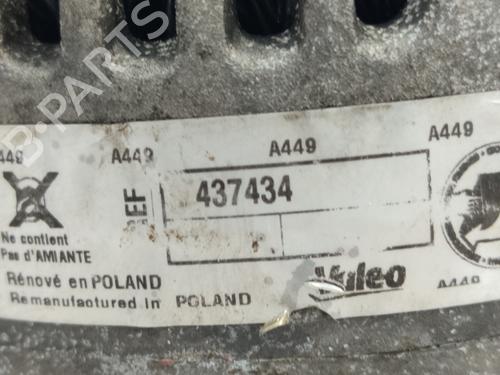 B-PARTS
A449 A449 A449 A449
REF 437434
Ne contient
Pas d'AMIANTE
Rénové en POLAND
Remanufactured in POLAND
Valeo
A449